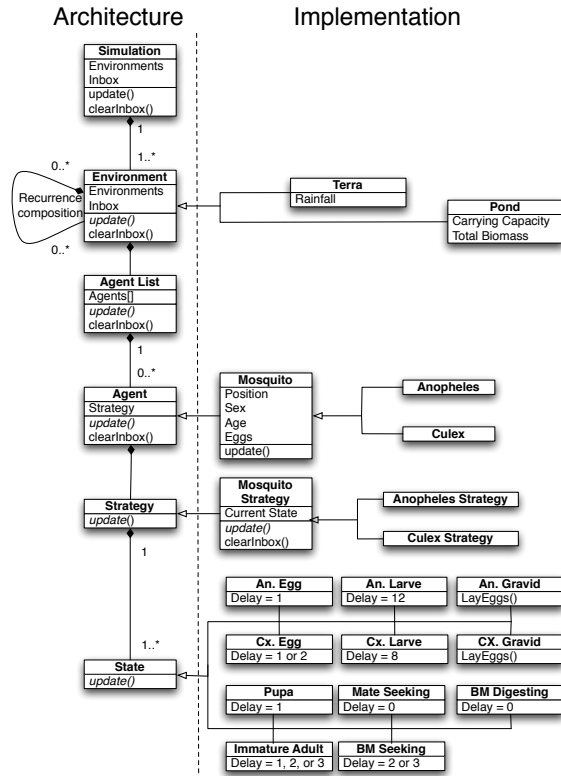 Architecture
Implementation
Simulation
Environments
Inbox
update()
clearInbox()
1
1..*
0..*
Recurrence
composition
0..*
Environment
Environments
Inbox
update()
clearInbox()
Terra
Rainfall
Pond
Carrying Capacity
Total Biomass
Agent List
Agents[]
update()
clearInbox()
1
0..*
Agent
Strategy
update()
clearInbox()
Mosquito
Position
Sex
Age
Eggs
update()
Anopheles
Culex
Strategy
update()
1
1..*
Mosquito
Strategy
Current State
update()
clearInbox()
Anopheles Strategy
Culex Strategy
State
update()
An. Egg
Delay = 1
An. Larve
Delay = 12
An. Gravid
LayEggs()
Cx. Egg
Delay = 1 or 2
Cx. Larve
Delay = 8
CX. Gravid
LayEggs()
Pupa
Delay = 1
Mate Seeking
Delay = 0
BM Digesting
Delay = 0
Immature Adult
Delay = 1, 2, or 3
BM Seeking
Delay = 2 or 3